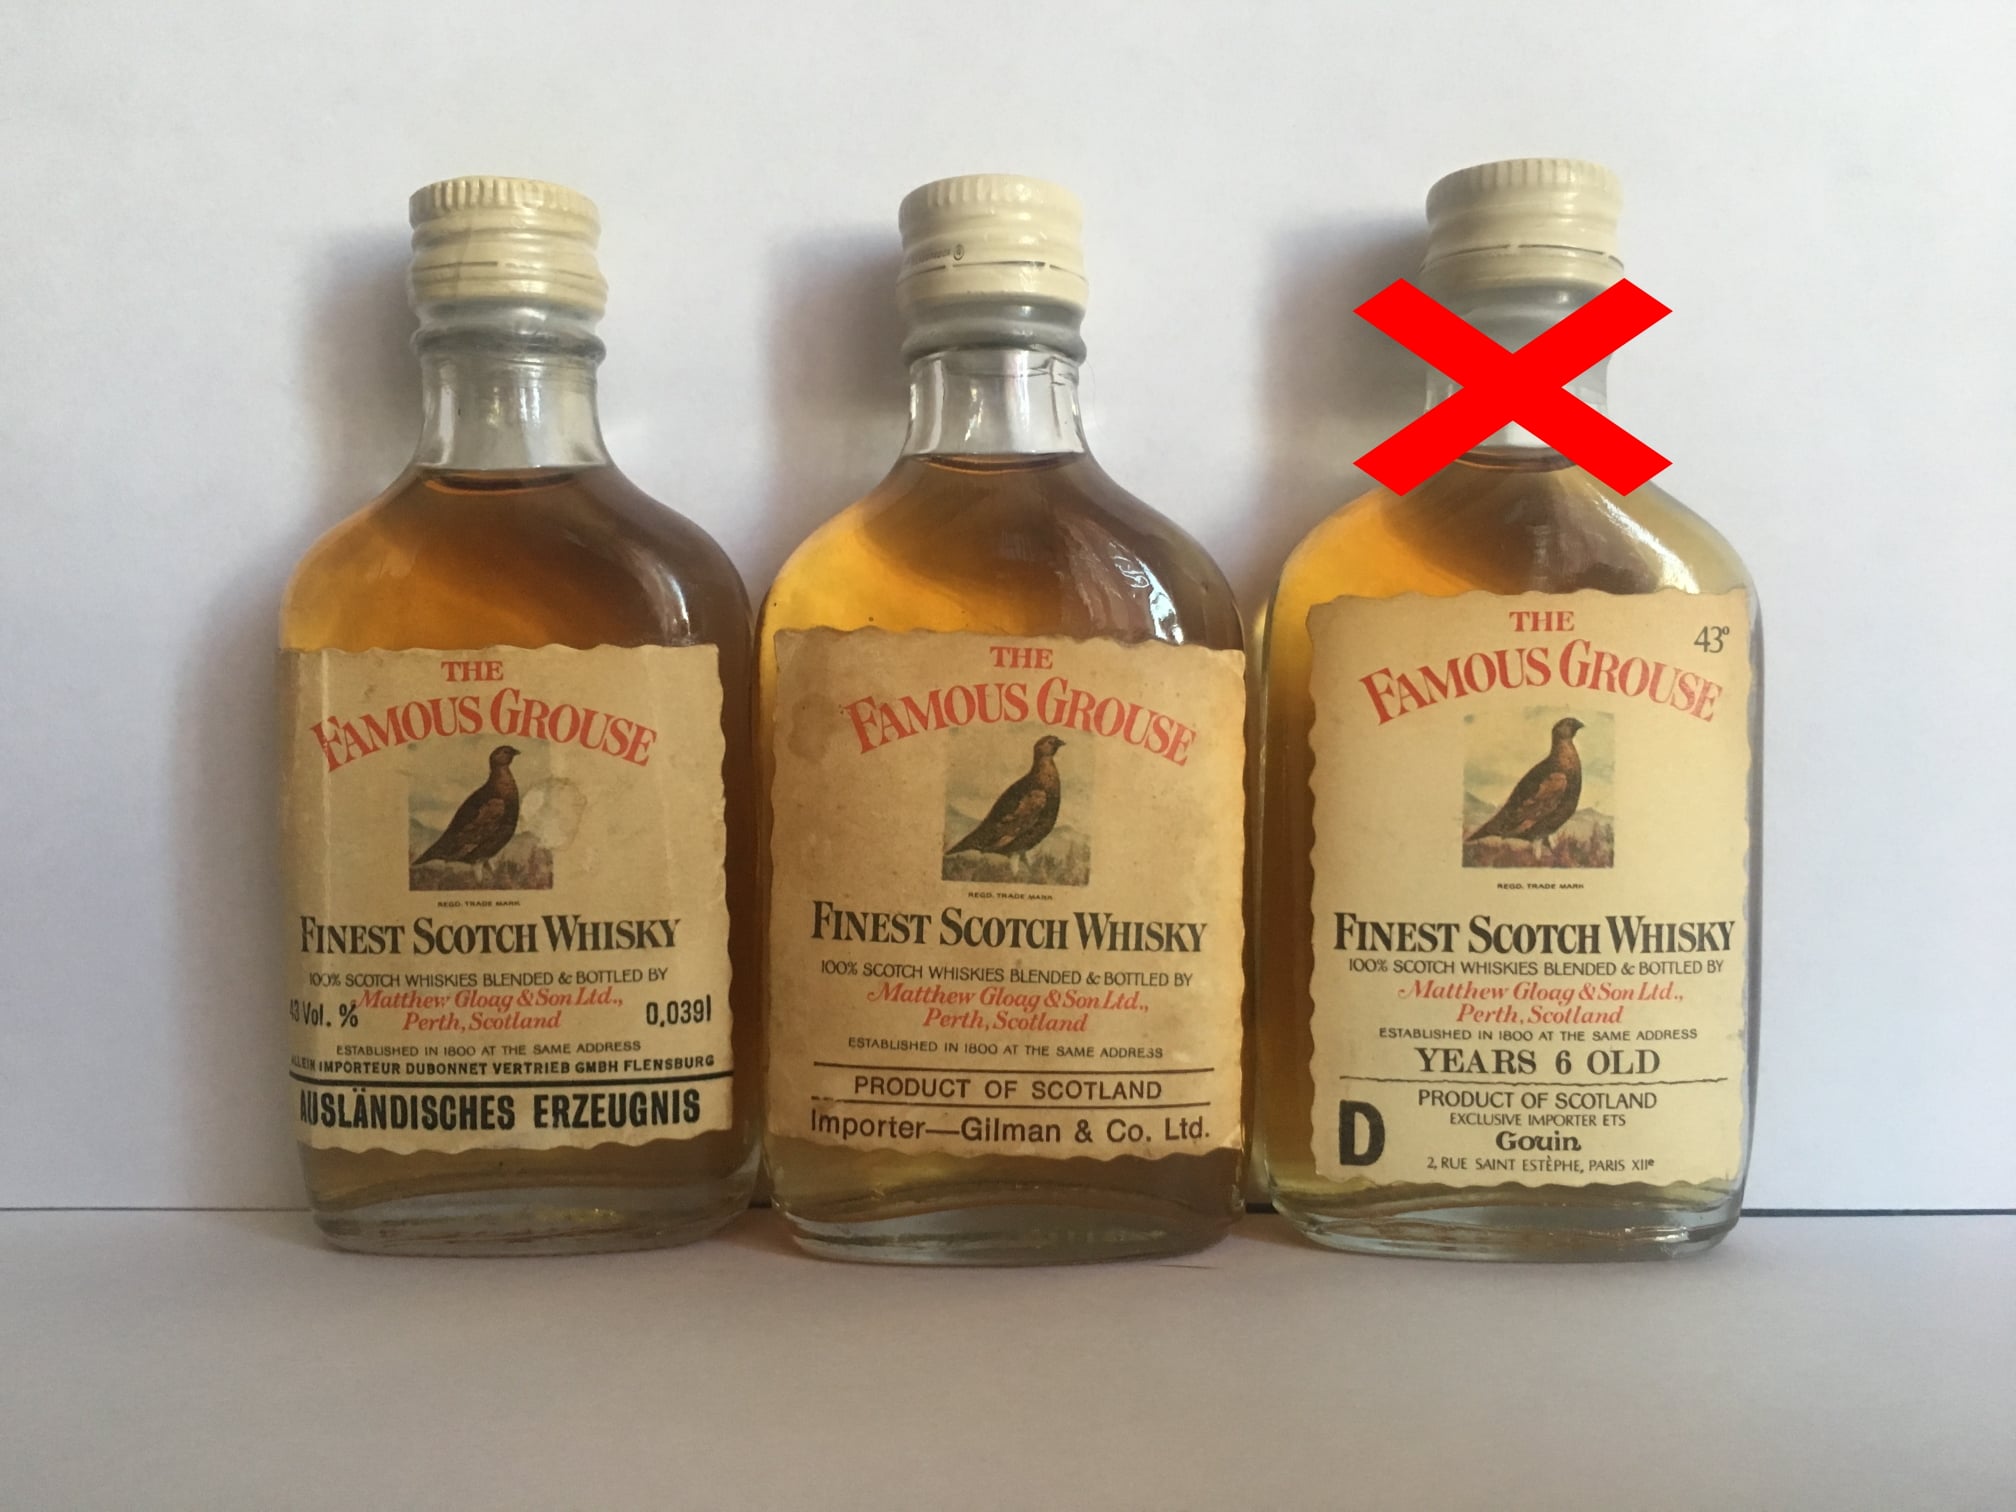 THE
FAMOUS GROUSE
REGD. TRADE MARK
FINEST SCOTCH WHISKY
100% SCOTCH WHISKIES BLENDED & BOTTLED BY
Matthew Gloag & Son Ltd.,
43 Vol. %
Perth, Scotland
0,039l
ESTABLISHED IN 1800 AT THE SAME ADDRESS
ALLEIN IMPORTEUR DUBONNET VERTRIEB GMBH FLENSBURG
AUSLÄNDISCHES ERZEUGNIS
THE
FAMOUS GROUSE
REGD. TRADE MARK
FINEST SCOTCH WHISKY
100% SCOTCH WHISKIES BLENDED & BOTTLED BY
Matthew Gloag & Son Ltd.,
Perth, Scotland
ESTABLISHED IN 1800 AT THE SAME ADDRESS
PRODUCT OF SCOTLAND
Importer—Gilman & Co. Ltd.
THE
43º
FAMOUS GROUSE
REGD. TRADE MARK
FINEST SCOTCH WHISKY
100% SCOTCH WHISKIES BLENDED & BOTTLED BY
Matthew Gloag & Son Ltd.,
Perth, Scotland
ESTABLISHED IN 1800 AT THE SAME ADDRESS
YEARS 6 OLD
D
PRODUCT OF SCOTLAND
EXCLUSIVE IMPORTER ETS
Gouin
2, RUE SAINT ESTÈPHE, PARIS XIIe